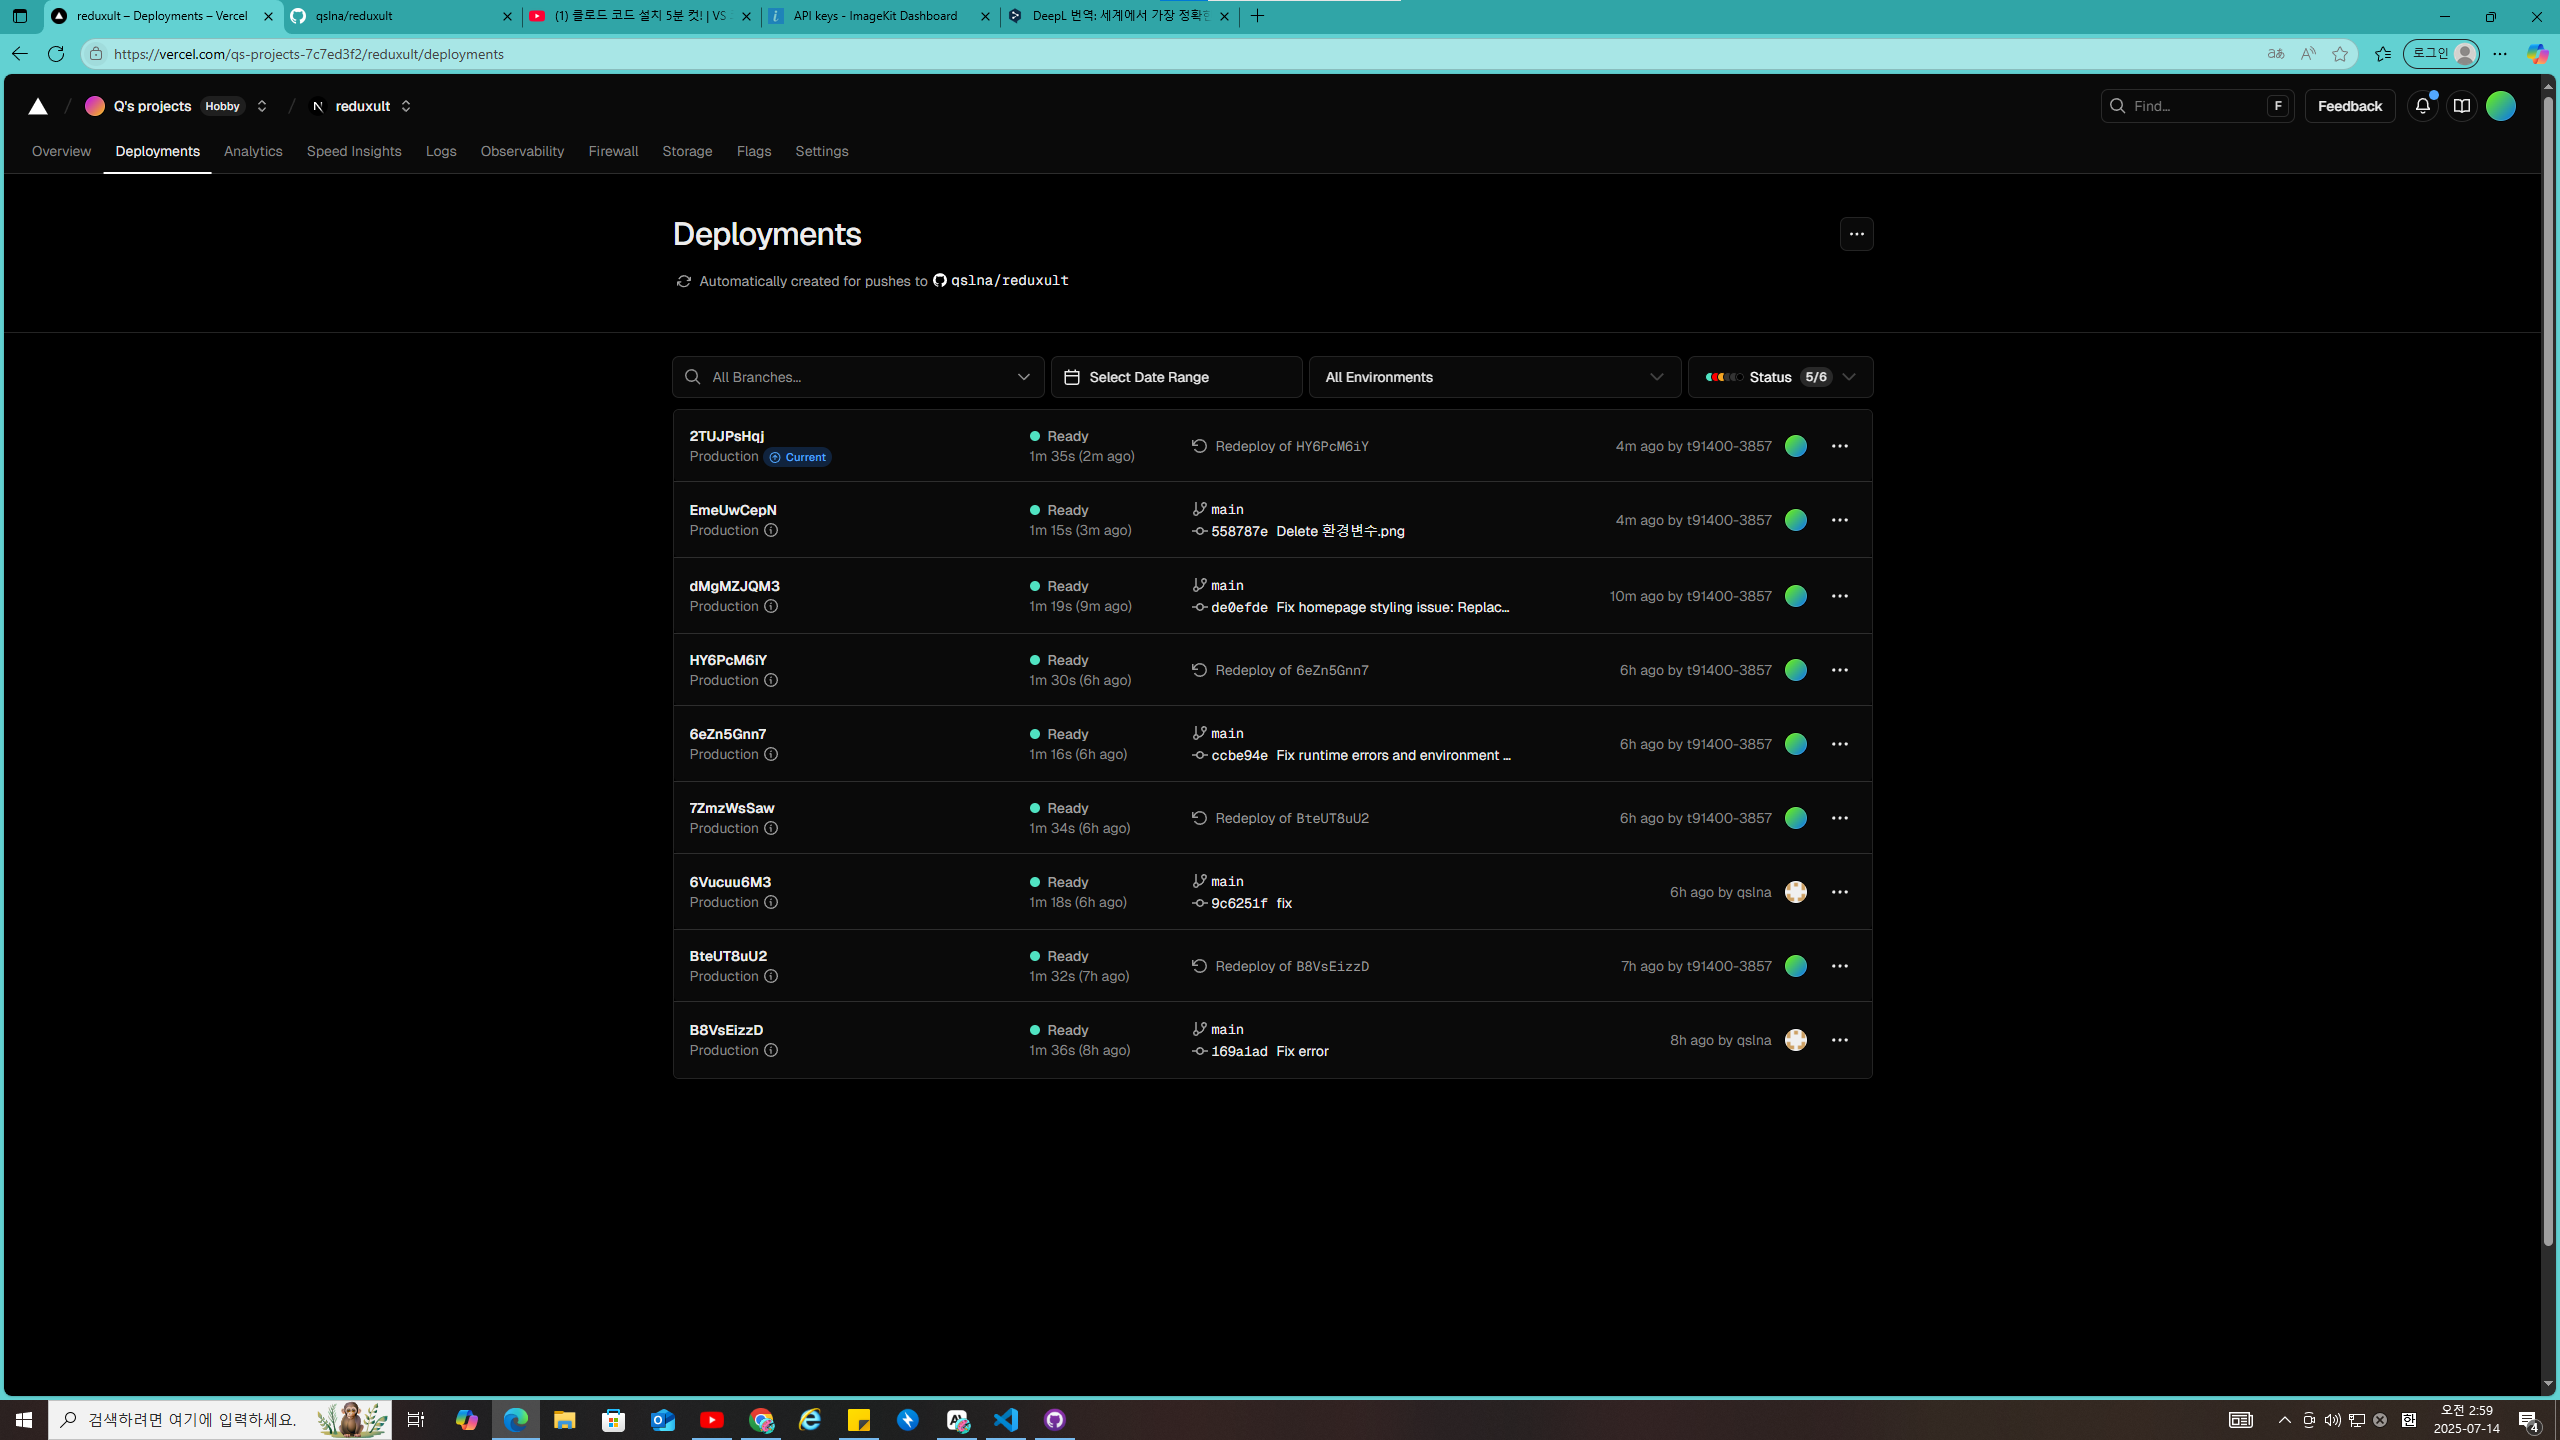 reduxult – Deployments – Vercel
qslna/reduxult
(1) 클로드 코드 설치 5분 컷! | VS
API keys - ImageKit Dashboard
DeepL 번역: 세계에서 가장 정확한
https://vercel.com/qs-projects-7c7ed3f2/reduxult/deployments
로그인
Q's projects Hobby
reduxult
Find...
F
Feedback
Overview
Deployments
Analytics
Speed Insights
Logs
Observability
Firewall
Storage
Flags
Settings
Deployments
Automatically created for pushes to qslna/reduxult
All Branches...
Select Date Range
All Environments
Status 5/6
2TUJPsHqj
Production Current
Ready
1m 35s (2m ago)
Redeploy of HY6PcM6iY
4m ago by t91400-3857
EmeUwCepN
Production
Ready
1m 15s (3m ago)
main
558787e Delete 환경변수.png
4m ago by t91400-3857
dMgMZJQM3
Production
Ready
1m 19s (9m ago)
main
de0efde Fix homepage styling issue: Replac...
10m ago by t91400-3857
HY6PcM6iY
Production
Ready
1m 30s (6h ago)
Redeploy of 6eZn5Gnn7
6h ago by t91400-3857
6eZn5Gnn7
Production
Ready
1m 16s (6h ago)
main
ccbe94e Fix runtime errors and environment ...
6h ago by t91400-3857
7ZmzWsSaw
Production
Ready
1m 34s (6h ago)
Redeploy of BteUT8uU2
6h ago by t91400-3857
6Vucuu6M3
Production
Ready
1m 18s (6h ago)
main
9c6251f fix
6h ago by qslna
BteUT8uU2
Production
Ready
1m 32s (7h ago)
Redeploy of B8VsEizzD
7h ago by t91400-3857
B8VsEizzD
Production
Ready
1m 36s (8h ago)
main
169a1ad Fix error
8h ago by qslna
검색하려면 여기에 입력하세요.
한
오전 2:59
2025-07-14
4